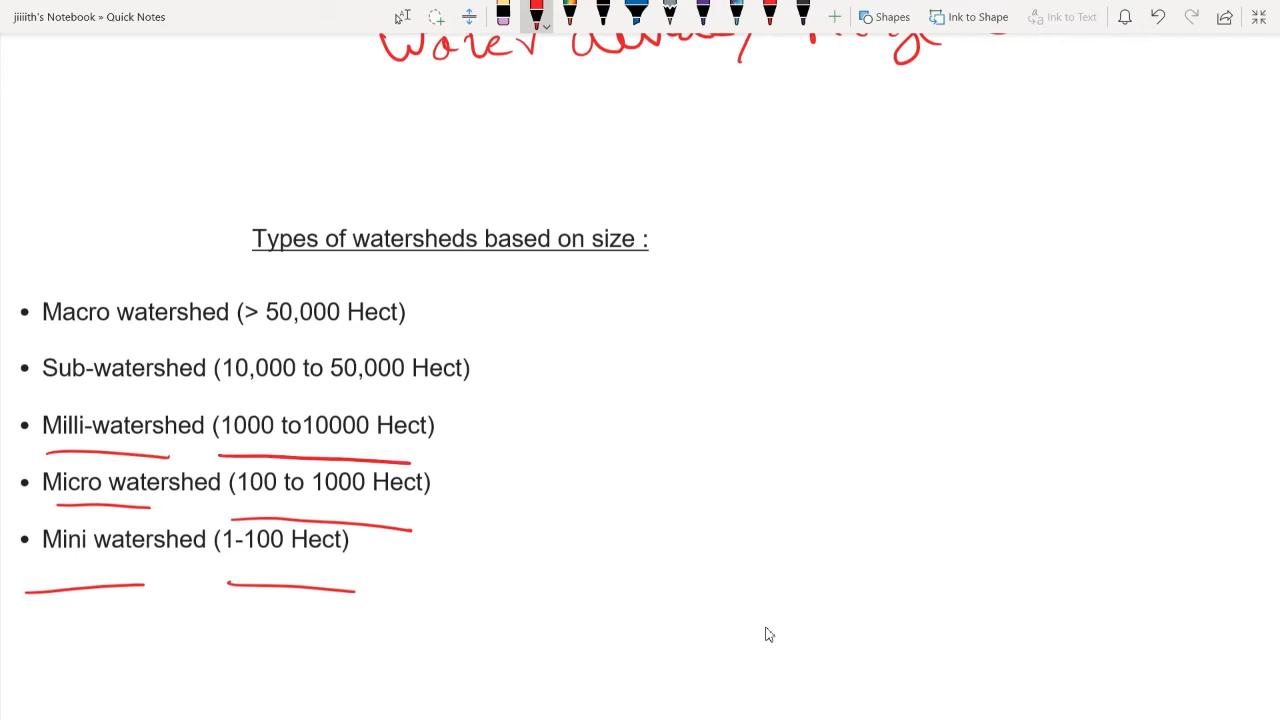 jiiiith's Notebook » Quick Notes
Shapes
Ink to Shape
Ink to Text
Types of watersheds based on size :
• Macro watershed (> 50,000 Hect)
• Sub-watershed (10,000 to 50,000 Hect)
• Milli-watershed (1000 to10000 Hect)
• Micro watershed (100 to 1000 Hect)
• Mini watershed (1-100 Hect)